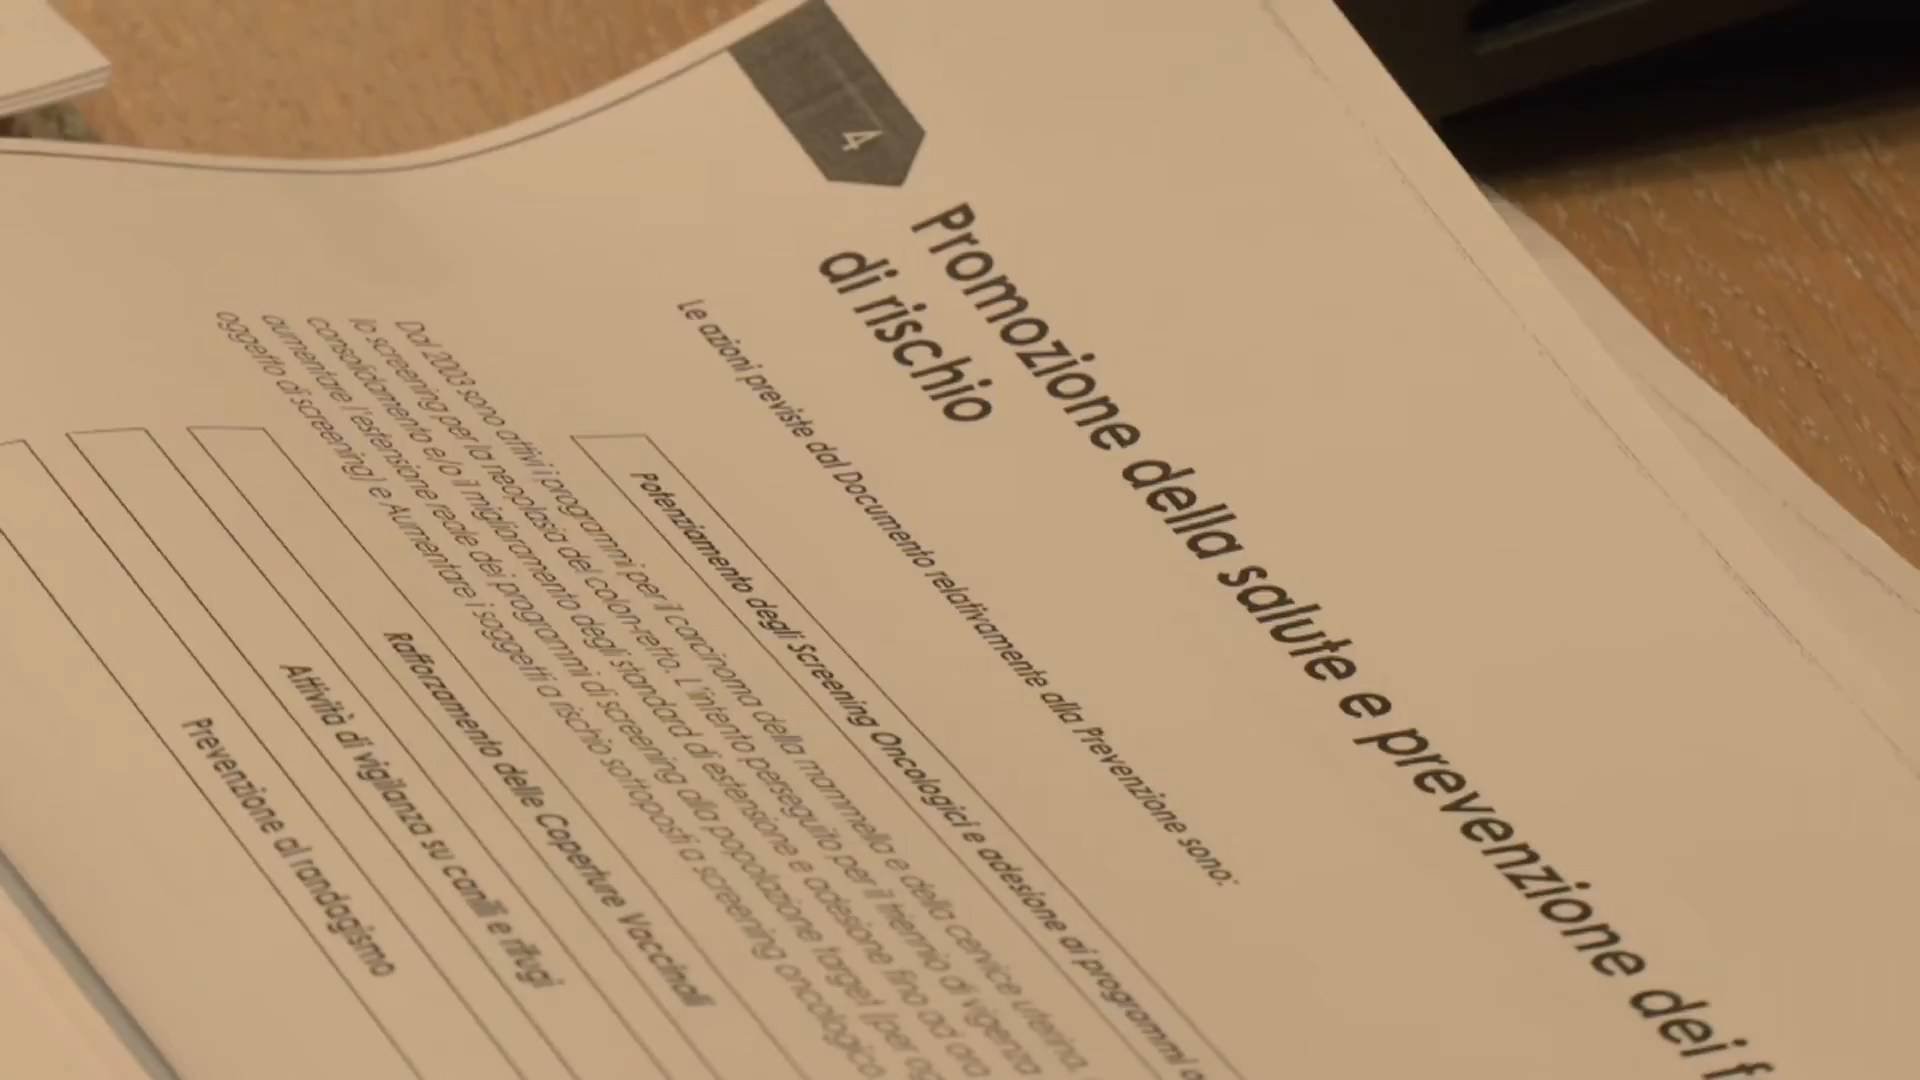 4
Promozione della salute e prevenzione dei f
di rischio
Le azioni previste dal Documento relativamente alla Prevenzione sono:
Potenziamento degli Screening Oncologici e adesione ai programmi o
Dal 2003 sono attivi i programmi per il carcinoma della mammella e della cervice uterina,
lo screening per la neoplasia del colon-retto. L'intento perseguito per il triennio di vigenza
consolidamento e/o il miglioramento degli standard di estensione e adesione fino ad ora
aumentare l'estensione reale dei programmi di screening alla popolazione target (per og
oggetto di screening) e Aumentare i soggetti a rischio sottoposti a screening oncologico.
Rafforzamento delle Coperture Vaccinali
Attività di vigilanza su canili e rifugi
Prevenzione al randagismo